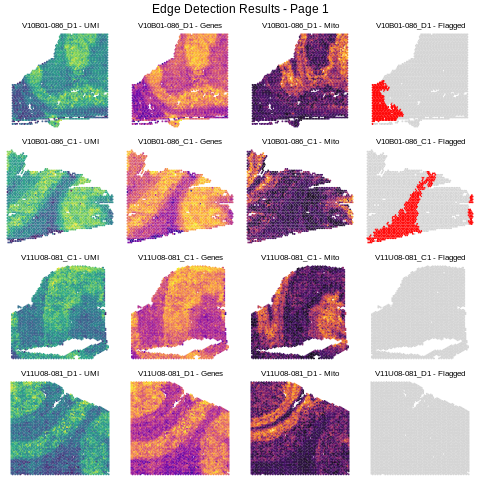 Edge Detection Results - Page 1
V10B01-086_D1 - UMI
V10B01-086_D1 - Genes
V10B01-086_D1 - Mito
V10B01-086_D1 - Flagged
V10B01-086_C1 - UMI
V10B01-086_C1 - Genes
V10B01-086_C1 - Mito
V10B01-086_C1 - Flagged
V11U08-081_C1 - UMI
V11U08-081_C1 - Genes
V11U08-081_C1 - Mito
V11U08-081_C1 - Flagged
V11U08-081_D1 - UMI
V11U08-081_D1 - Genes
V11U08-081_D1 - Mito
V11U08-081_D1 - Flagged